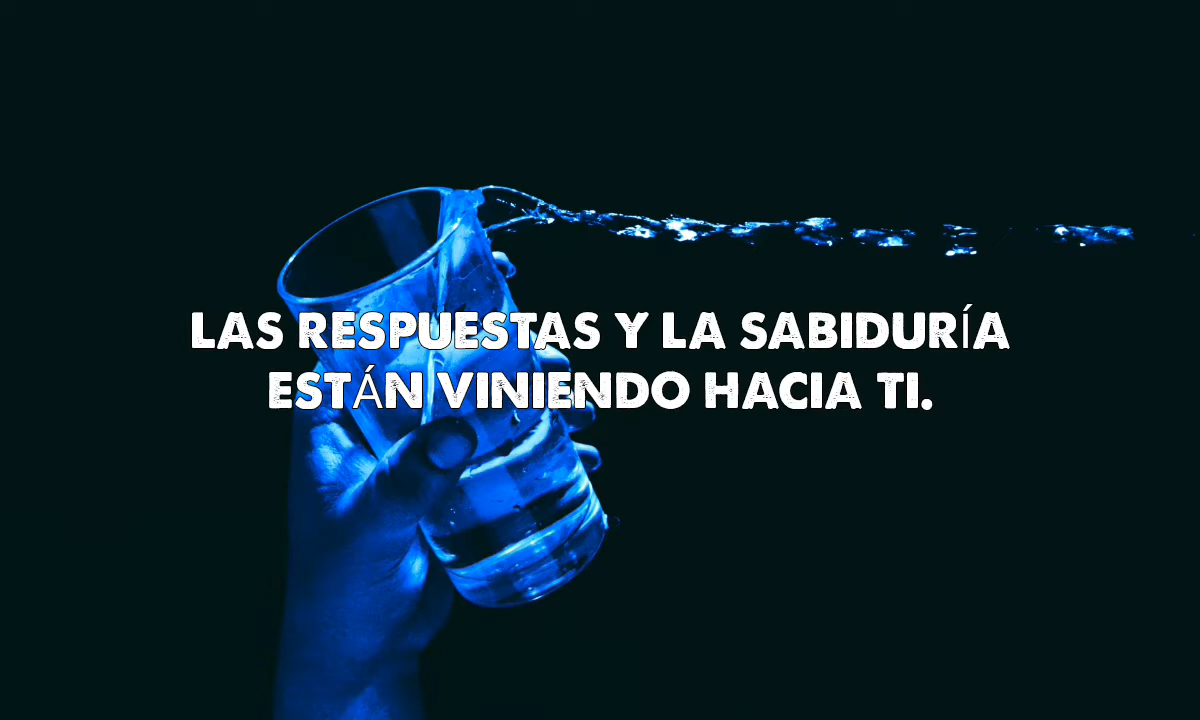 LAS RESPUESTAS Y LA SABIDURÍA
ESTÁN VINIENDO HACIA TI.